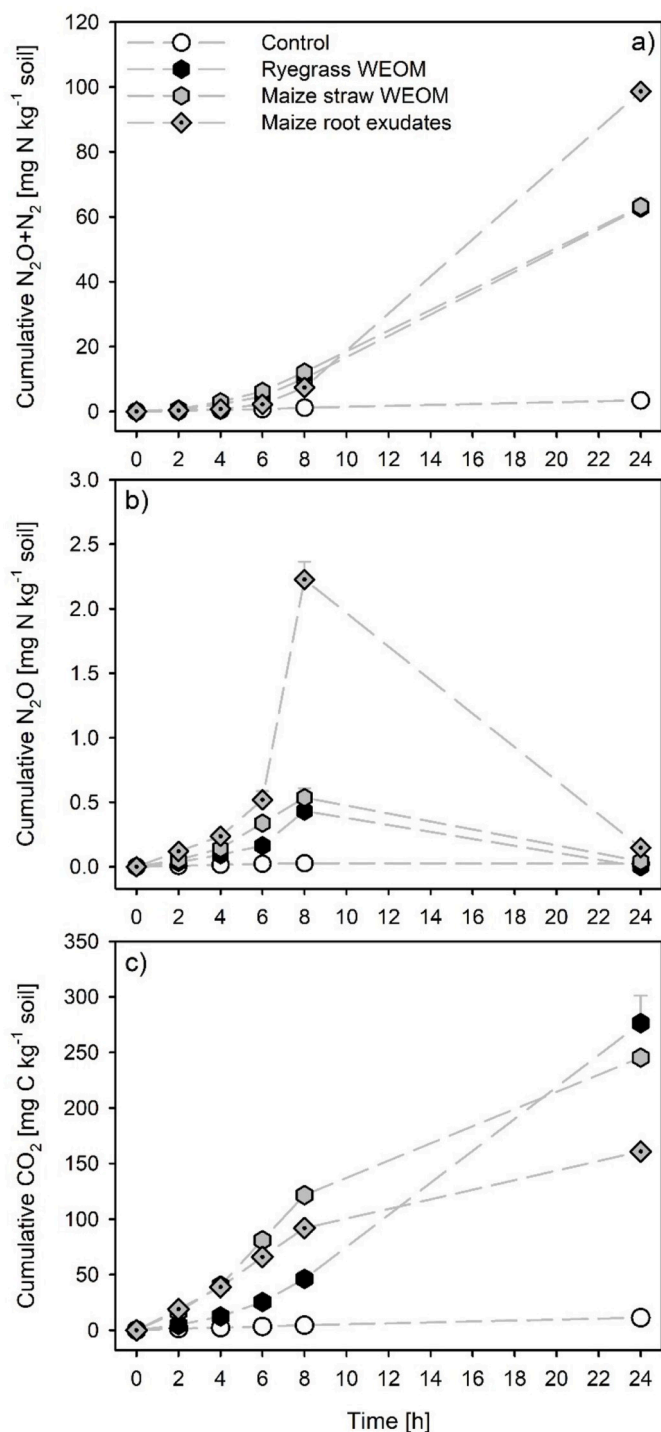 Cumulative N₂O+N₂ [mg N kg⁻¹ soil]
120
100
80
60
40
20
0
Control
Ryegrass WEOM
Maize straw WEOM
Maize root exudates
a)
0 2 4 6 8 10 12 14 16 18 20 22 24
Cumulative N₂O [mg N kg⁻¹ soil]
3.0
2.5
2.0
1.5
1.0
0.5
0.0
b)
0 2 4 6 8 10 12 14 16 18 20 22 24
Cumulative CO₂ [mg C kg⁻¹ soil]
350
300
250
200
150
100
50
0
c)
0 2 4 6 8 10 12 14 16 18 20 22 24
Time [h]